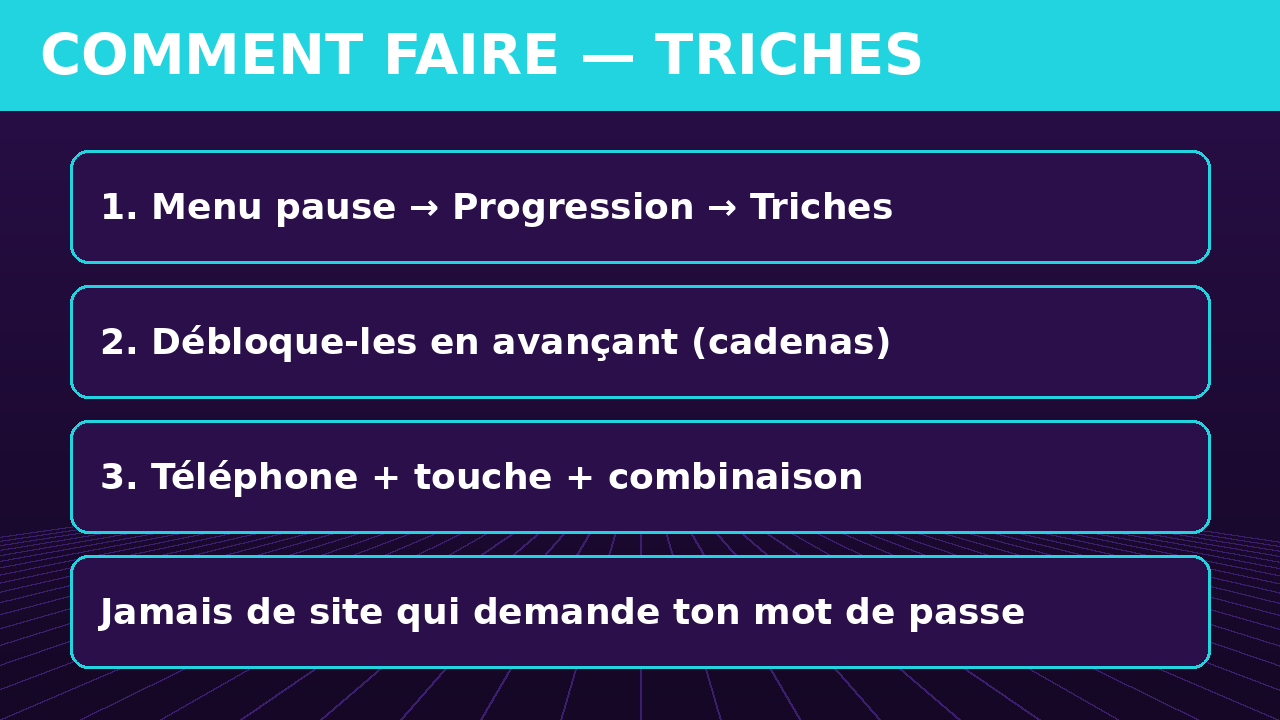 COMMENT FAIRE — TRICHES
1. Menu pause → Progression → Triches
2. Débloque-les en avançant (cadenas)
3. Téléphone + touche + combinaison
Jamais de site qui demande ton mot de passe